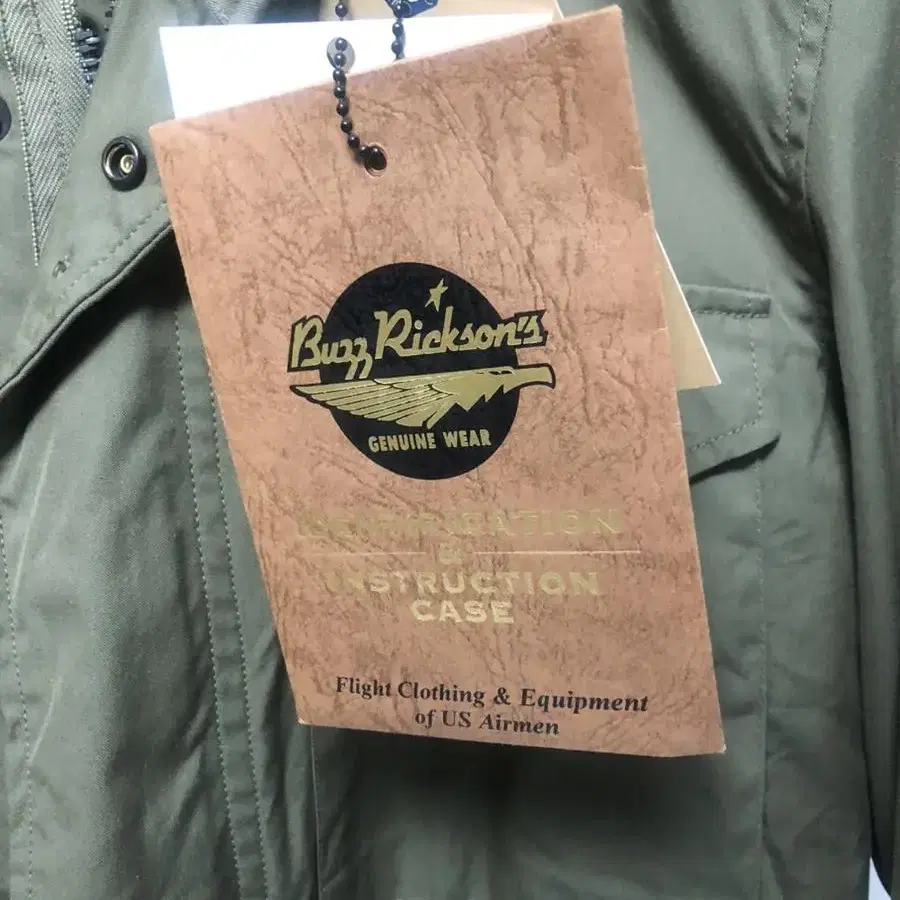 Buzz Rickson's
GENUINE WEAR
IDENTIFICATION
&
INSTRUCTION
CASE
Flight Clothing & Equipment
of US Airmen